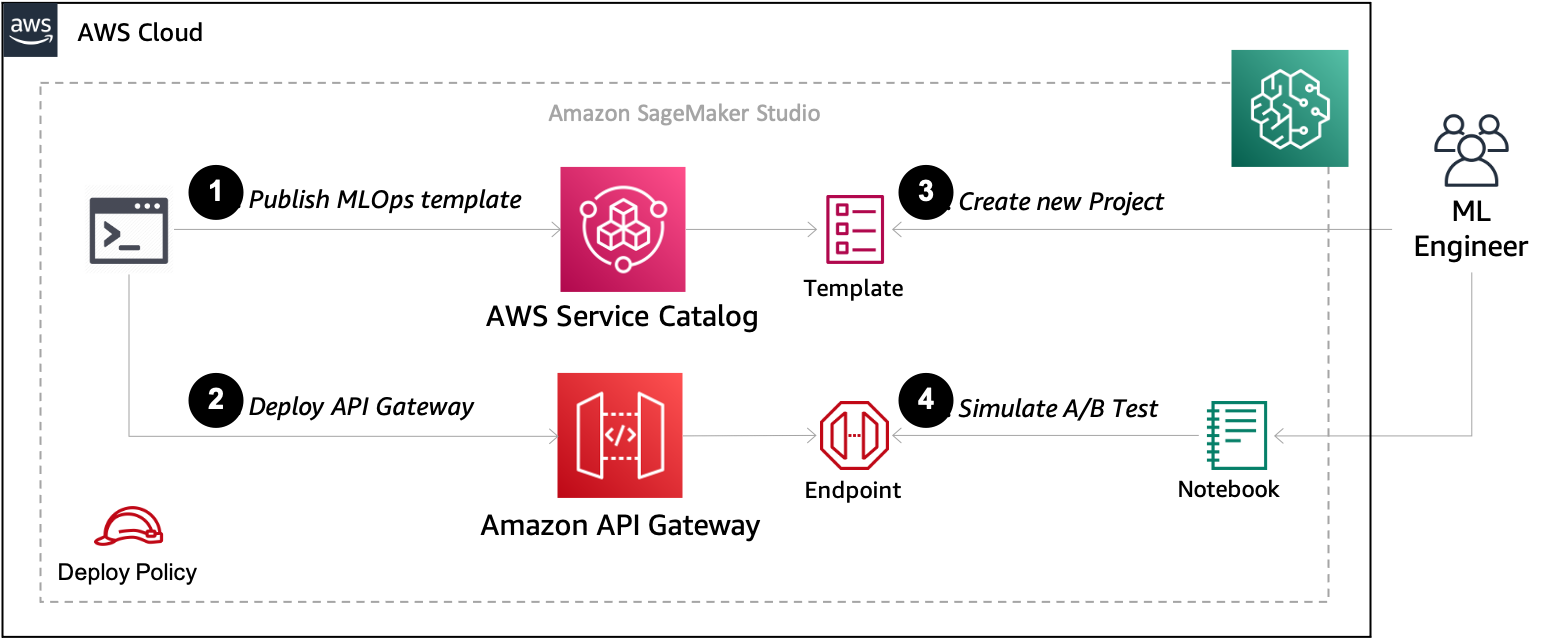 aws
AWS Cloud
Amazon SageMaker Studio
1
Publish MLOps template
3
. Create new Project
>_
ML
Engineer
Template
AWS Service Catalog
2
Deploy API Gateway
4
. Simulate A/B Test
</>
Endpoint
Notebook
Amazon API Gateway
Deploy Policy